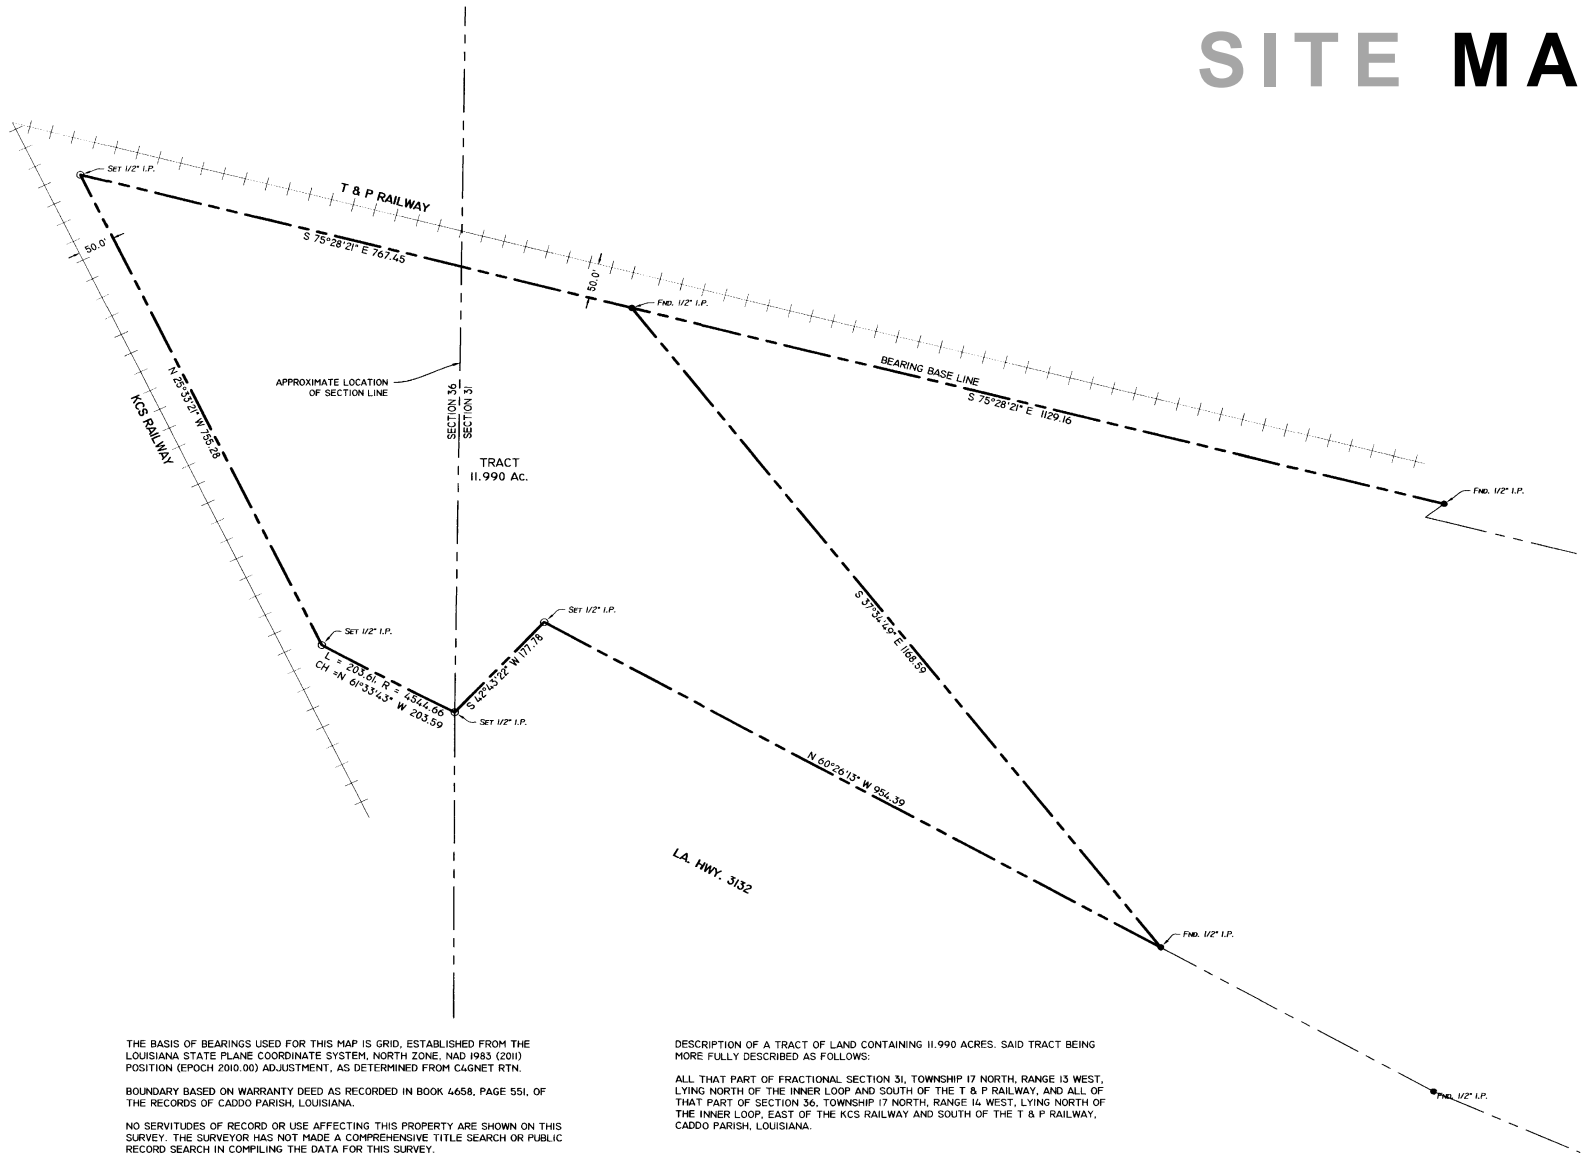 SITE MA
SET 1/2" I.P.
T & P RAILWAY
50.0'
S 75°28'21" E 767.45
50.0'
FND. 1/2" I.P.
BEARING BASE LINE
S 75°28'21" E 1129.16
N 25°33'21" W 755.28
KCS RAILWAY
APPROXIMATE LOCATION
OF SECTION LINE
SECTION 36
SECTION 31
TRACT
11.990 AC.
FND. 1/2" I.P.
S 37°34'49" E 1168.59
SET 1/2" I.P.
SET 1/2" I.P.
L = 203.61, R = 4544.66
CH =N 61°33'43" W 203.59
S 42°43'22" W 177.78
SET 1/2" I.P.
N 60°26'13" W 954.39
LA. HWY. 3132
FND. 1/2" I.P.
FND. 1/2" I.P.
THE BASIS OF BEARINGS USED FOR THIS MAP IS GRID, ESTABLISHED FROM THE
LOUISIANA STATE PLANE COORDINATE SYSTEM, NORTH ZONE, NAD 1983 (2011)
POSITION (EPOCH 2010.00) ADJUSTMENT, AS DETERMINED FROM C4GNET RTN.
BOUNDARY BASED ON WARRANTY DEED AS RECORDED IN BOOK 4658, PAGE 551, OF
THE RECORDS OF CADDO PARISH, LOUISIANA.
NO SERVITUDES OF RECORD OR USE AFFECTING THIS PROPERTY ARE SHOWN ON THIS
SURVEY. THE SURVEYOR HAS NOT MADE A COMPREHENSIVE TITLE SEARCH OR PUBLIC
RECORD SEARCH IN COMPILING THE DATA FOR THIS SURVEY.
DESCRIPTION OF A TRACT OF LAND CONTAINING 11.990 ACRES. SAID TRACT BEING
MORE FULLY DESCRIBED AS FOLLOWS:
ALL THAT PART OF FRACTIONAL SECTION 31, TOWNSHIP 17 NORTH, RANGE 13 WEST,
LYING NORTH OF THE INNER LOOP AND SOUTH OF THE T & P RAILWAY, AND ALL OF
THAT PART OF SECTION 36, TOWNSHIP 17 NORTH, RANGE 14 WEST, LYING NORTH OF
THE INNER LOOP, EAST OF THE KCS RAILWAY AND SOUTH OF THE T & P RAILWAY,
CADDO PARISH, LOUISIANA.